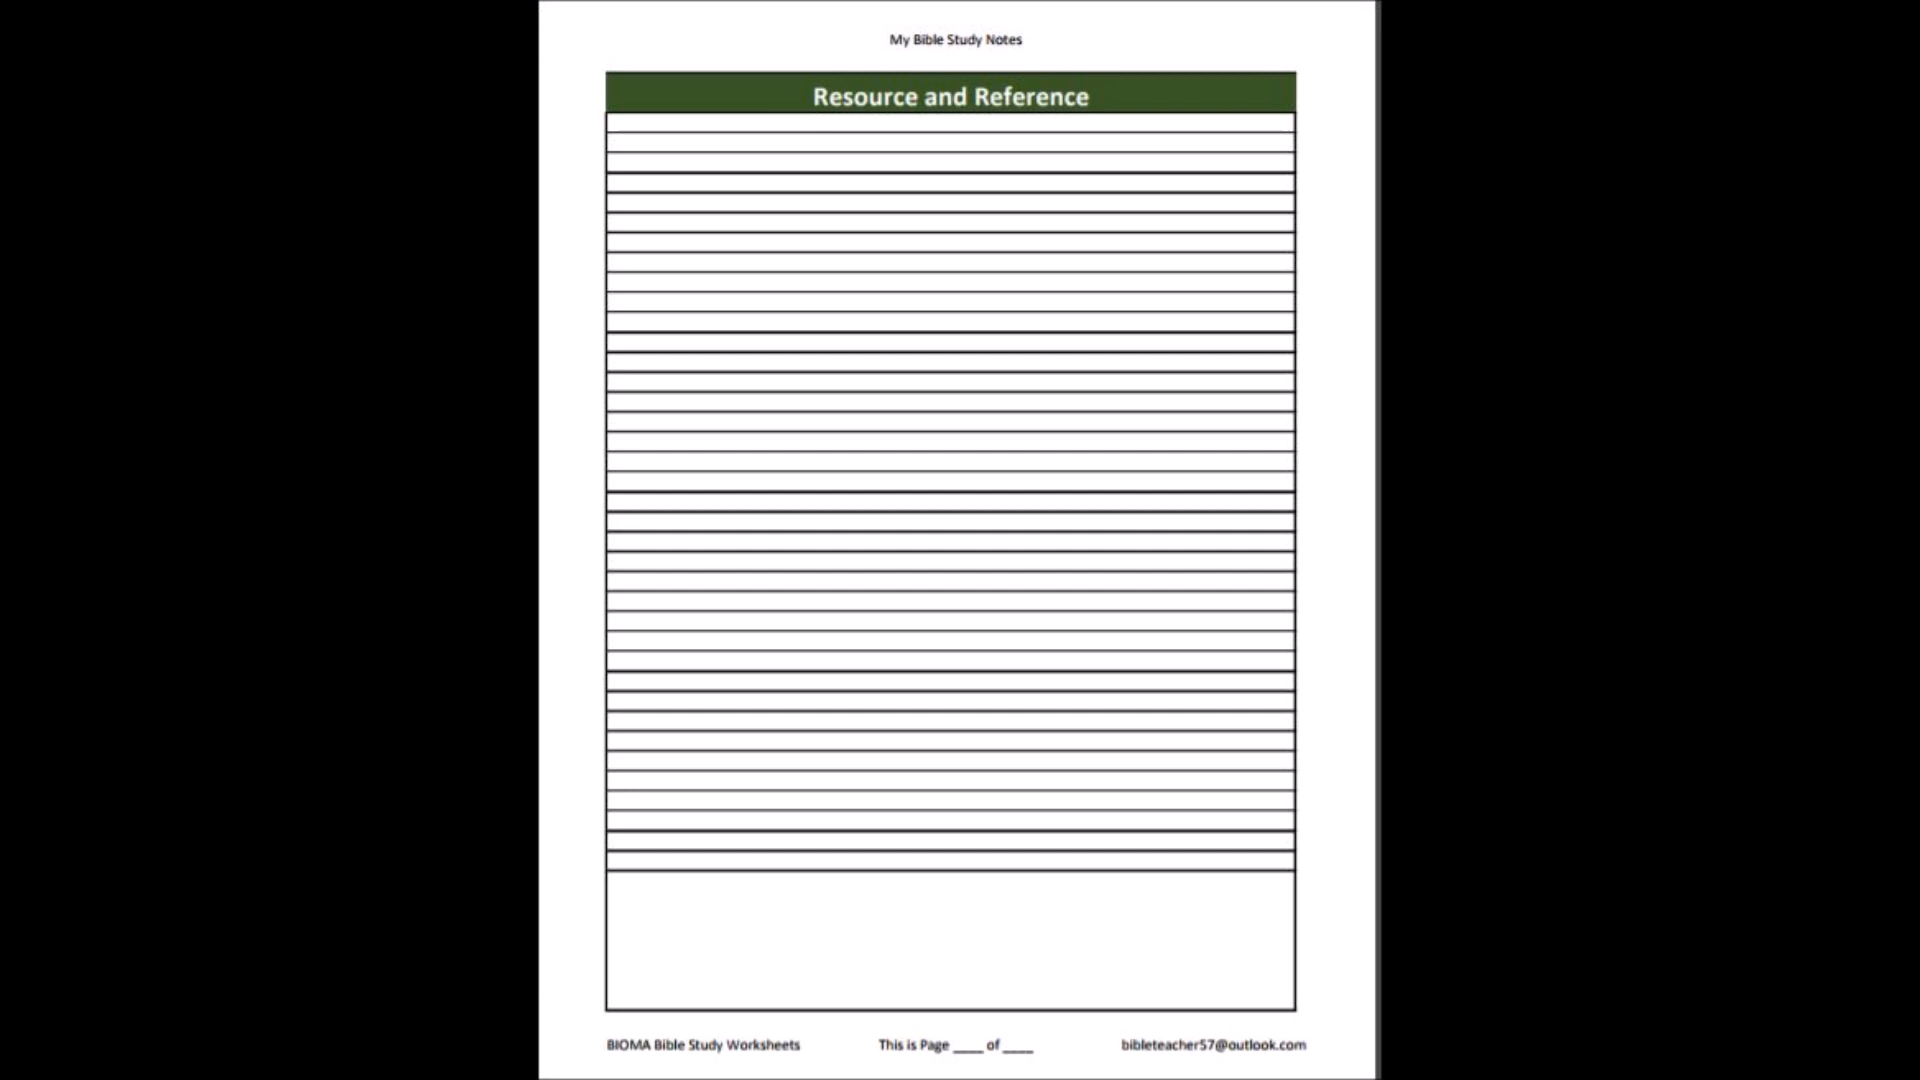 My Bible Study Notes
Resource and Reference
BIOMA Bible Study Worksheets This is Page ____ of ____ bibleteacher57@outlook.com